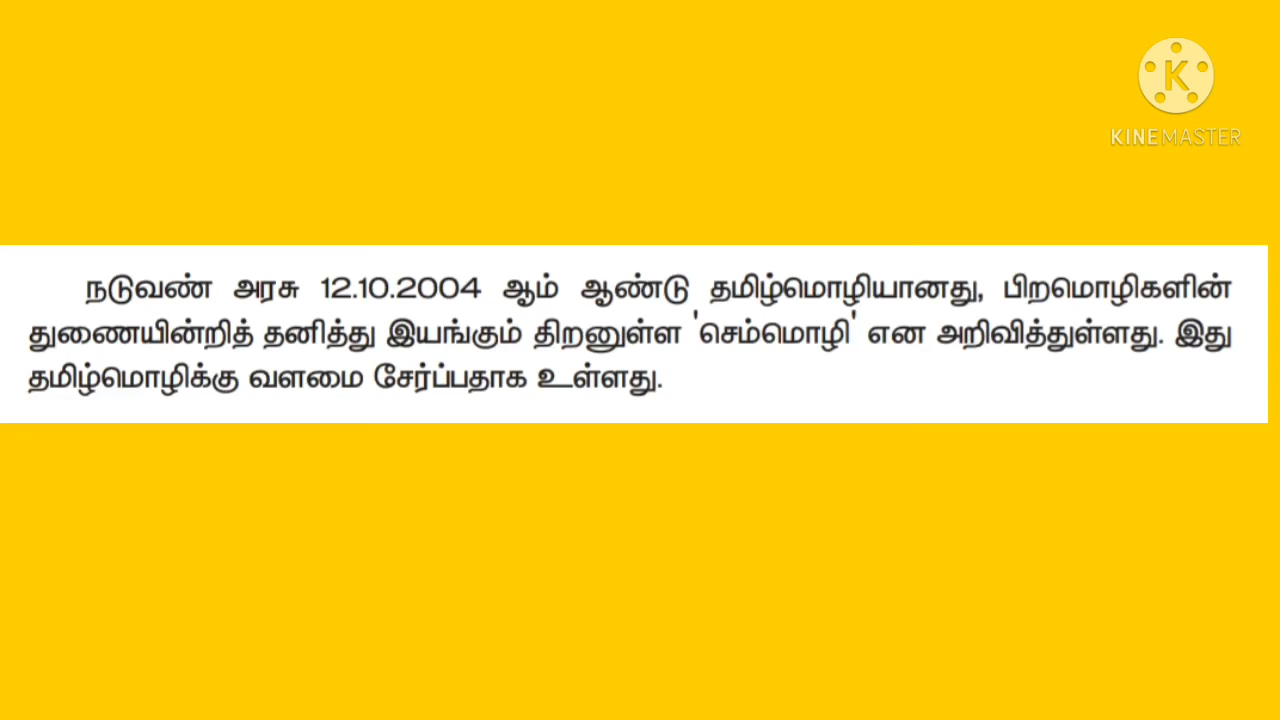 KINEMASTER
நடுவண் அரசு 12.10.2004 ஆம் ஆண்டு தமிழ்மொழியானது, பிறமொழிகளின்
துணையின்றித் தனித்து இயங்கும் திறனுள்ள 'செம்மொழி' என அறிவித்துள்ளது. இது
தமிழ்மொழிக்கு வளமை சேர்ப்பதாக உள்ளது.